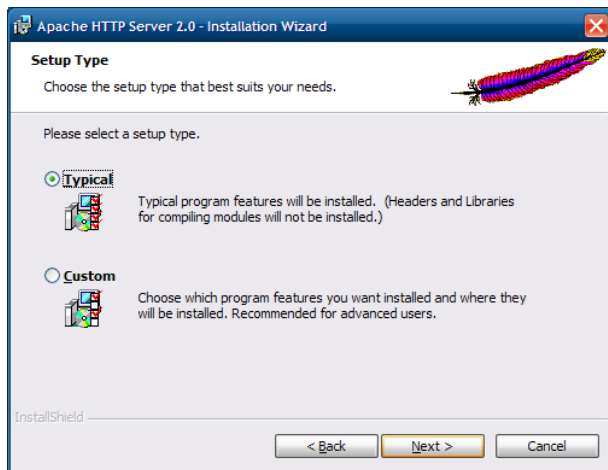 Apache HTTP Server 2.0 - Installation Wizard
Setup Type
Choose the setup type that best suits your needs.
Please select a setup type.
Typical
Typical program features will be installed. (Headers and Libraries
for compiling modules will not be installed.)
Custom
Choose which program features you want installed and where they
will be installed. Recommended for advanced users.
InstallShield
< Back
Next >
Cancel